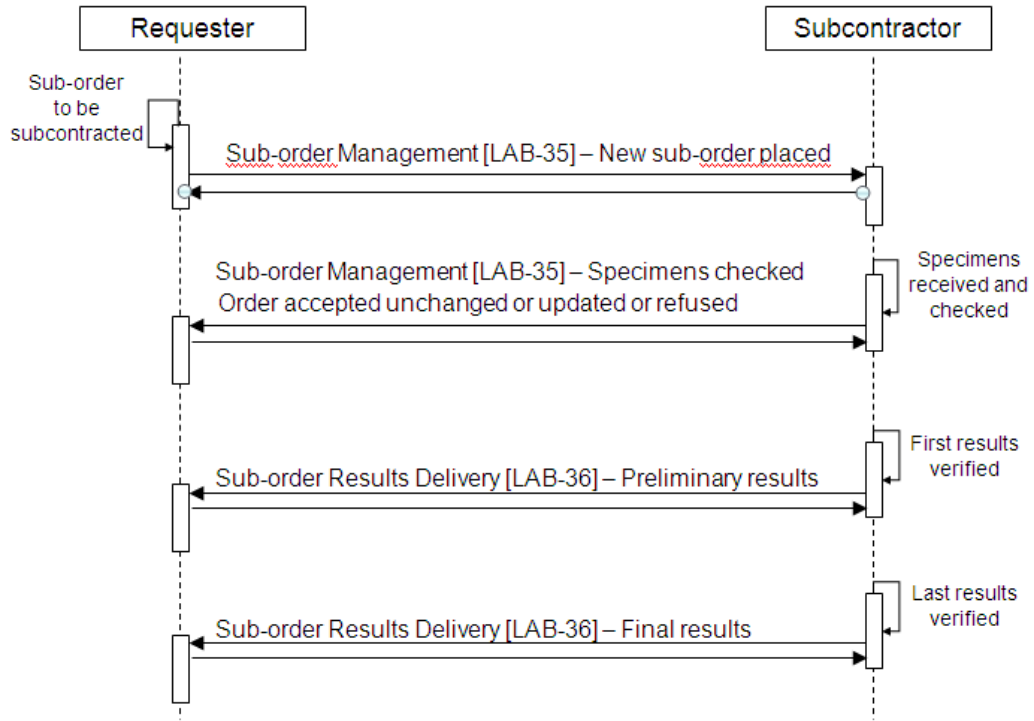 Requester
Subcontractor
Sub-order
to be
subcontracted
Sub-order Management [LAB-35] – New sub-order placed
Sub-order Management [LAB-35] – Specimens checked
Order accepted unchanged or updated or refused
Specimens
received and
checked
First results
verified
Sub-order Results Delivery [LAB-36] – Preliminary results
Last results
verified
Sub-order Results Delivery [LAB-36] – Final results